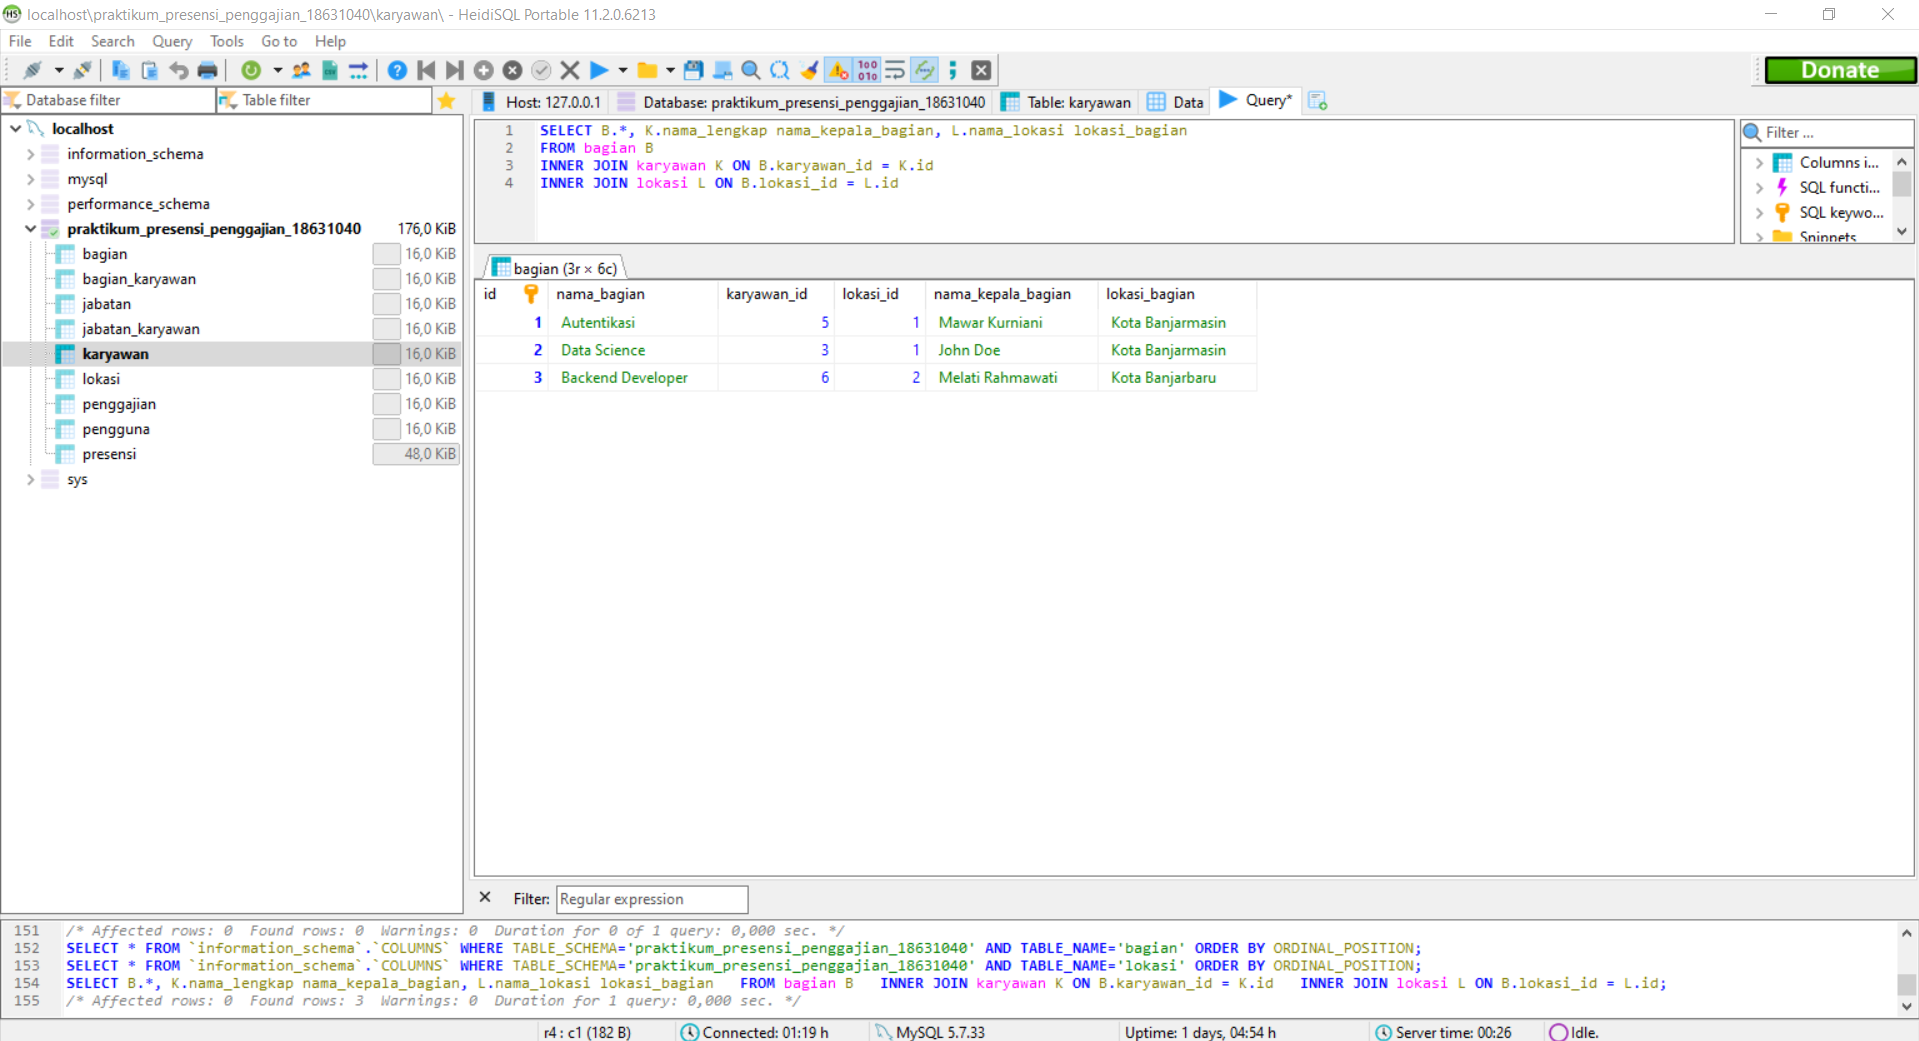 localhost\praktikum_presensi_penggajian_18631040\karyawan\ - HeidiSQL Portable 11.2.0.6213
File Edit Search Query Tools Go to Help
Donate
Database filter
Table filter
Host: 127.0.0.1
Database: praktikum_presensi_penggajian_18631040
Table: karyawan
Data
Query*
localhost
information_schema
mysql
performance_schema
praktikum_presensi_penggajian_18631040 176,0 KiB
bagian 16,0 KiB
bagian_karyawan 16,0 KiB
jabatan 16,0 KiB
jabatan_karyawan 16,0 KiB
karyawan 16,0 KiB
lokasi 16,0 KiB
penggajian 16,0 KiB
pengguna 16,0 KiB
presensi 48,0 KiB
sys
1 SELECT B.*, K.nama_lengkap nama_kepala_bagian, L.nama_lokasi lokasi_bagian
2 FROM bagian B
3 INNER JOIN karyawan K ON B.karyawan_id = K.id
4 INNER JOIN lokasi L ON B.lokasi_id = L.id
Filter ...
Columns i...
SQL functi...
SQL keywo...
Snippets
bagian (3r × 6c)
id nama_bagian karyawan_id lokasi_id nama_kepala_bagian lokasi_bagian
1 Autentikasi 5 1 Mawar Kurniani Kota Banjarmasin
2 Data Science 3 1 John Doe Kota Banjarmasin
3 Backend Developer 6 2 Melati Rahmawati Kota Banjarbaru
Filter: Regular expression
151 /* Affected rows: 0 Found rows: 0 Warnings: 0 Duration for 0 of 1 query: 0,000 sec. */
152 SELECT * FROM `information_schema`.`COLUMNS` WHERE TABLE_SCHEMA='praktikum_presensi_penggajian_18631040' AND TABLE_NAME='bagian' ORDER BY ORDINAL_POSITION;
153 SELECT * FROM `information_schema`.`COLUMNS` WHERE TABLE_SCHEMA='praktikum_presensi_penggajian_18631040' AND TABLE_NAME='lokasi' ORDER BY ORDINAL_POSITION;
154 SELECT B.*, K.nama_lengkap nama_kepala_bagian, L.nama_lokasi lokasi_bagian FROM bagian B INNER JOIN karyawan K ON B.karyawan_id = K.id INNER JOIN lokasi L ON B.lokasi_id = L.id;
155 /* Affected rows: 0 Found rows: 3 Warnings: 0 Duration for 1 query: 0,000 sec. */
r4 : c1 (182 B) Connected: 01:19 h MySQL 5.7.33 Uptime: 1 days, 04:54 h Server time: 00:26 Idle.